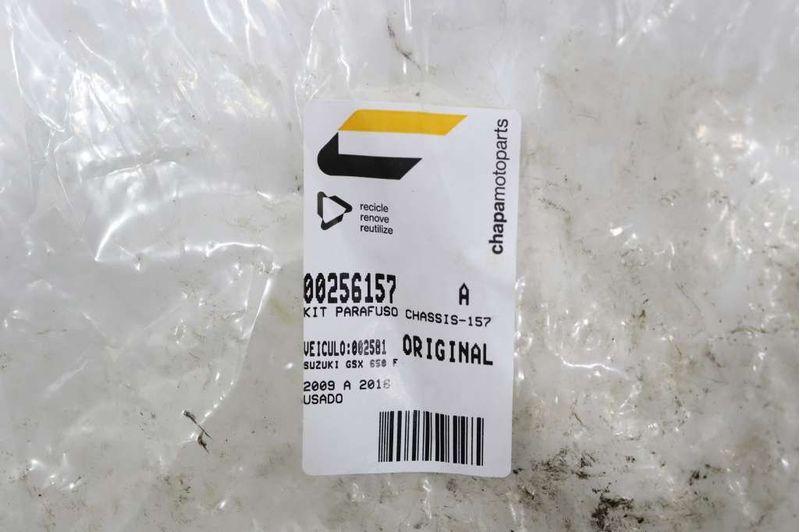 chapamotoparts
recicle
renove
reutilize
00256157 A
KIT PARAFUSO CHASSIS-157
VEICULO:002581 ORIGINAL
SUZUKI GSX 650 F
2009 A 2016
USADO